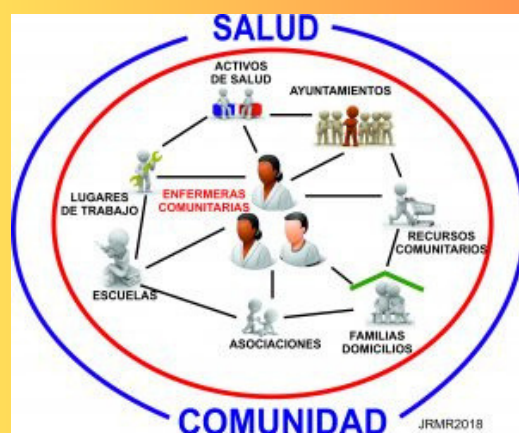 SALUD
ACTIVOS
DE SALUD
AYUNTAMIENTOS
LUGARES
DE TRABAJO
ENFERMERAS
COMUNITARIAS
RECURSOS
COMUNITARIOS
ESCUELAS
ASOCIACIONES
FAMILIAS
DOMICILIOS
COMUNIDAD
JRMR2018